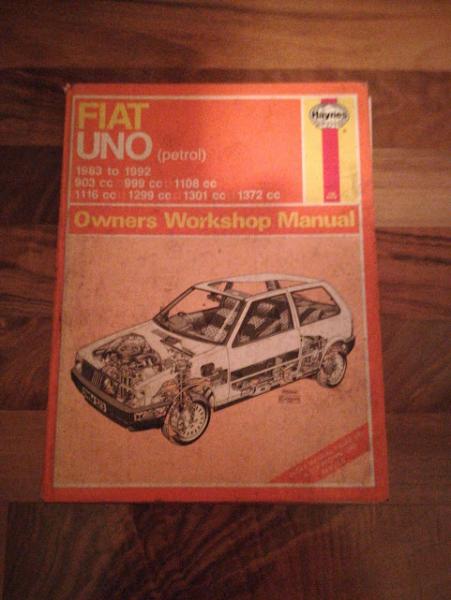 FIAT
UNO (petrol)
Haynes
1983 to 1992
903 cc □ 999 cc □ 1108 cc
1116 cc □ 1299 cc □ 1301 cc □ 1372 cc
Owners Workshop Manual